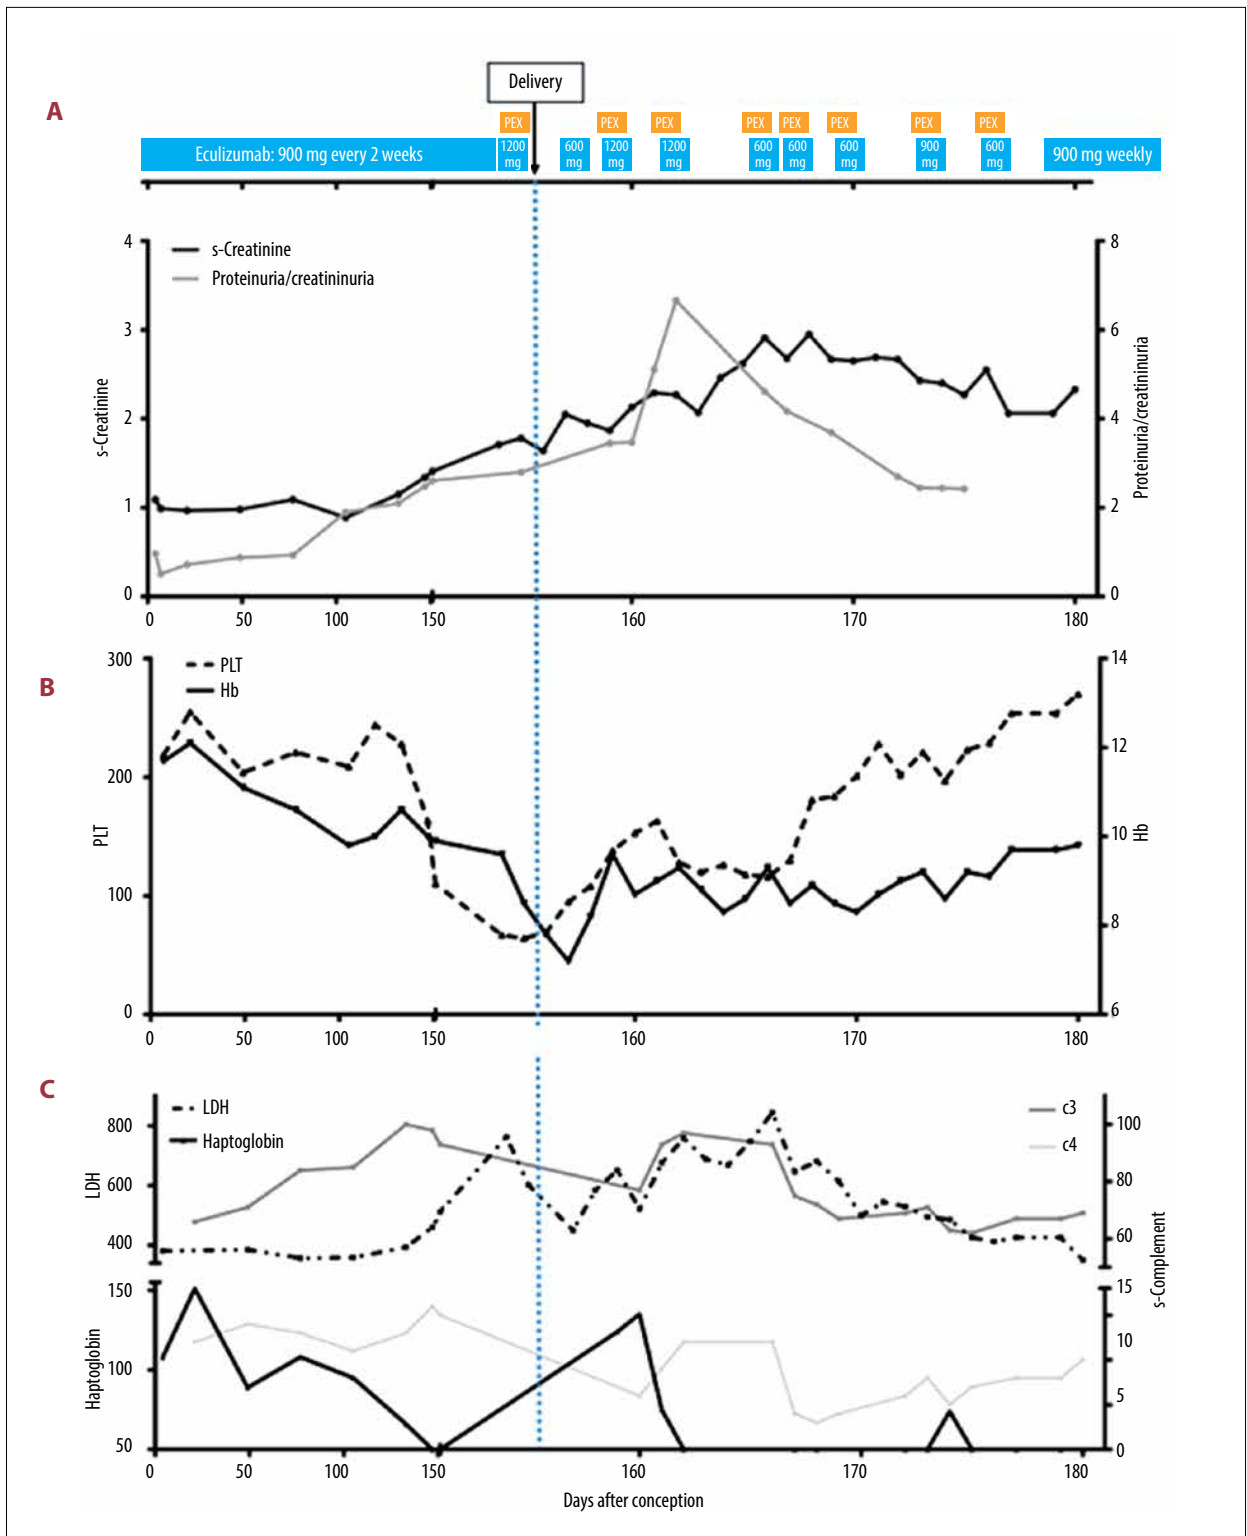 Delivery
A
PEX PEX PEX PEX PEX PEX PEX PEX
Eculizumab: 900 mg every 2 weeks 1200 mg 600 mg 1200 mg 1200 mg 600 mg 600 mg 600 mg 900 mg 600 mg 900 mg weekly
4 8
s-Creatinine
Proteinuria/creatininuria
3 6
s-Creatinine
Proteinuria/creatininuria
2 4
1 2
0 0
0 50 100 150 160 170 180
B
300 14
PLT
Hb
12
200
PLT
10 Hb
100
8
0 6
0 50 100 150 160 170 180
C
LDH c3
800 100
Haptoglobin c4
LDH
600 80
400 60
s-Complement
150 15
Haptoglobin
10
100
5
50 0
0 50 100 150 160 170 180
Days after conception